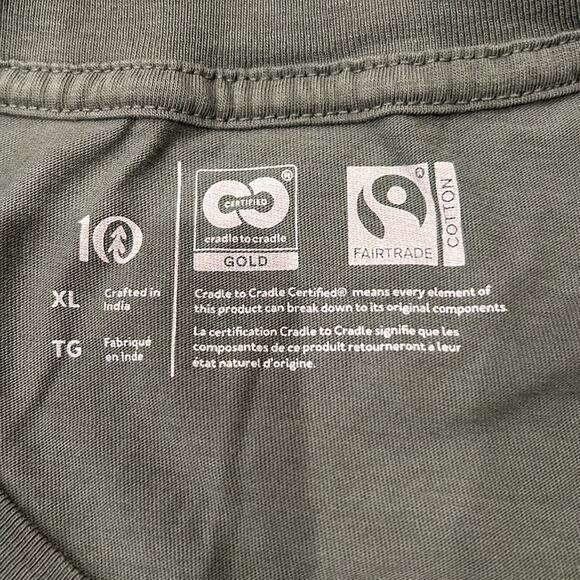 10
XL
Crafted in
India
TG
Fabriqué
en Inde
CERTIFIED
®
cradle to cradle
GOLD
®
FAIRTRADE
COTTON
Cradle to Cradle Certified® means every element of
this product can break down to its original components.
La certification Cradle to Cradle signifie que les
composantes de ce produit retourneront à leur
état naturel d'origine.